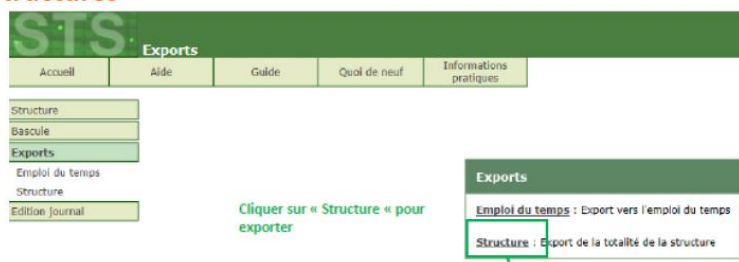 STS Exports
Accueil Aide Guide Quoi de neuf Informations pratiques
Structure
Bascule
Exports
Emploi du temps
Structure
Edition journal
Cliquer sur « Structure « pour
exporter
Exports
Emploi du temps : Export vers l'emploi du temps
Structure : Export de la totalité de la structure